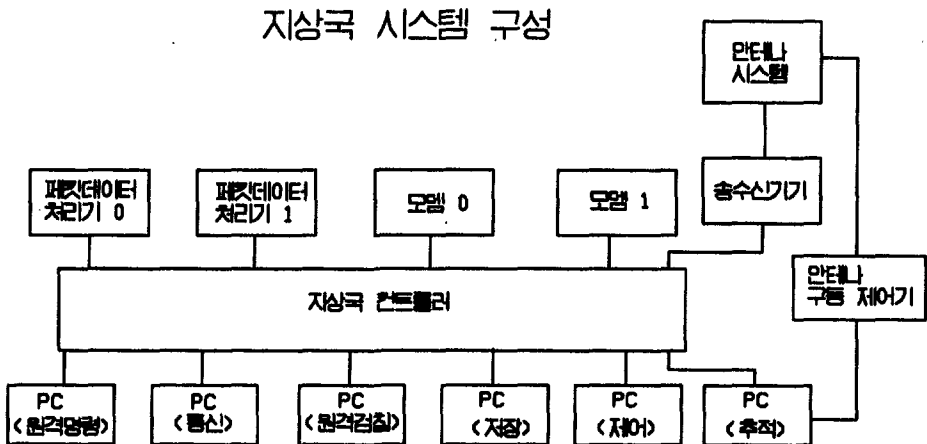 지상국 시스템 구성
안테나
시스템
패킷데이터
처리기 0
패킷데이터
처리기 1
모뎀 0
모뎀 1
송수신기기
지상국 컨트롤러
안테나
구동 제어기
PC
(원격명령)
PC
(통신)
PC
(원격검침)
PC
(저장)
PC
(제어)
PC
(추적)